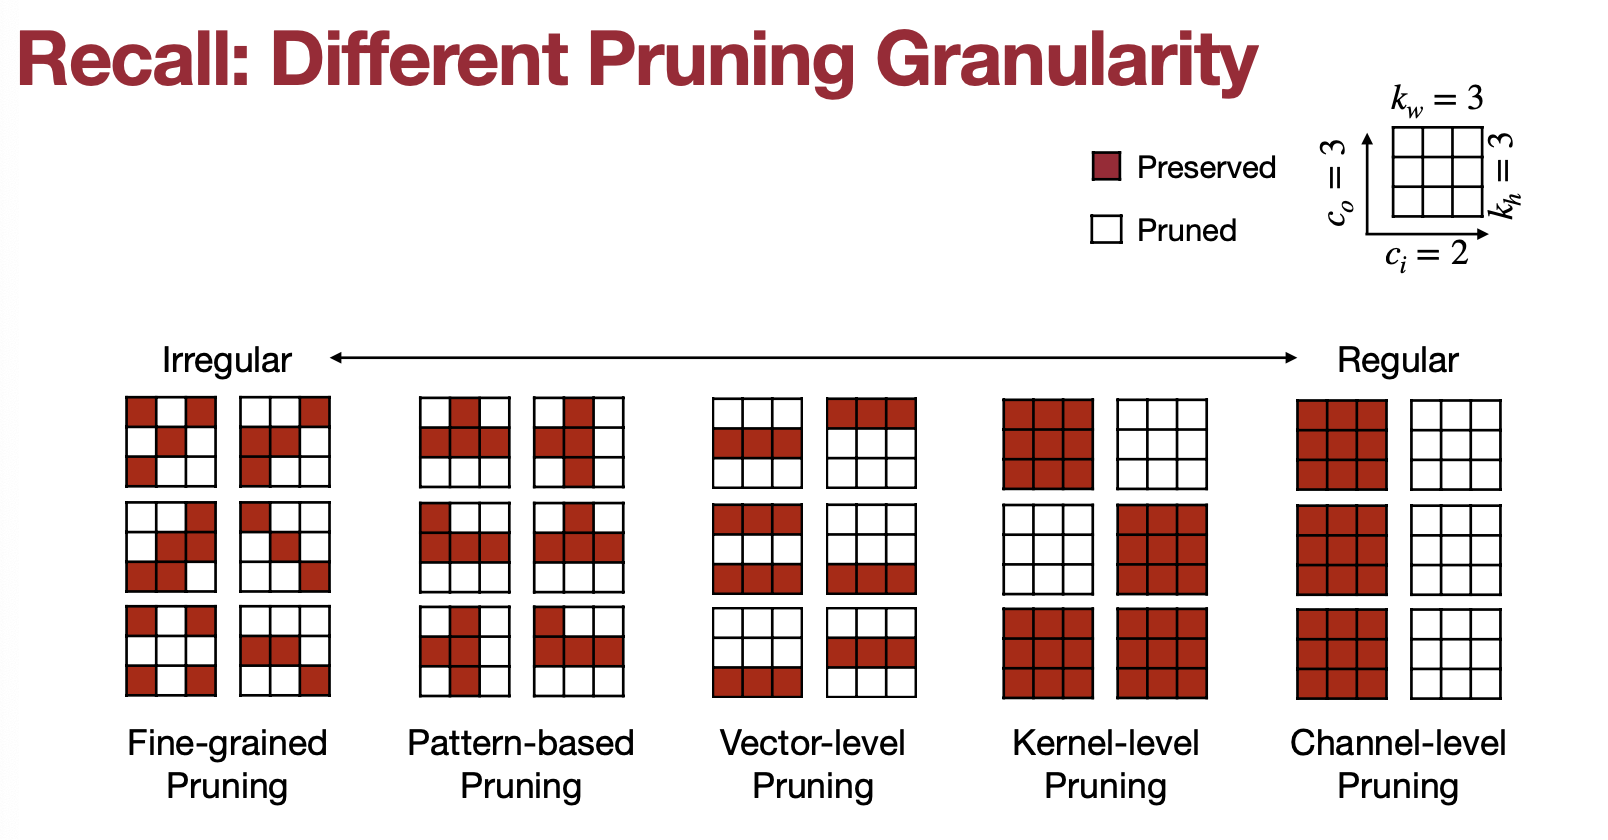 Recall: Different Pruning Granularity
k_w = 3
Preserved
Pruned
c_o = 3
k_h = 3
c_i = 2
Irregular
Regular
Fine-grained
Pruning
Pattern-based
Pruning
Vector-level
Pruning
Kernel-level
Pruning
Channel-level
Pruning